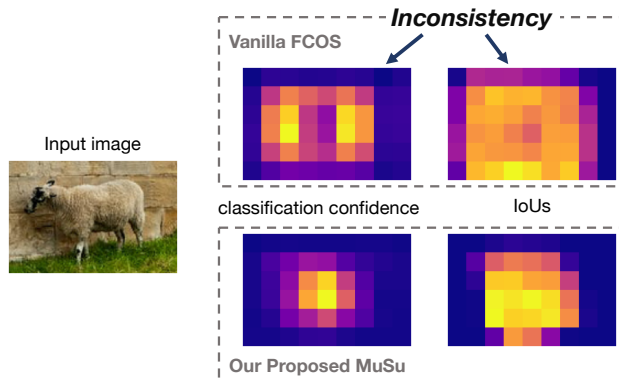 Inconsistency
Vanilla FCOS
Input image
classification confidence
IoUs
Our Proposed MuSu